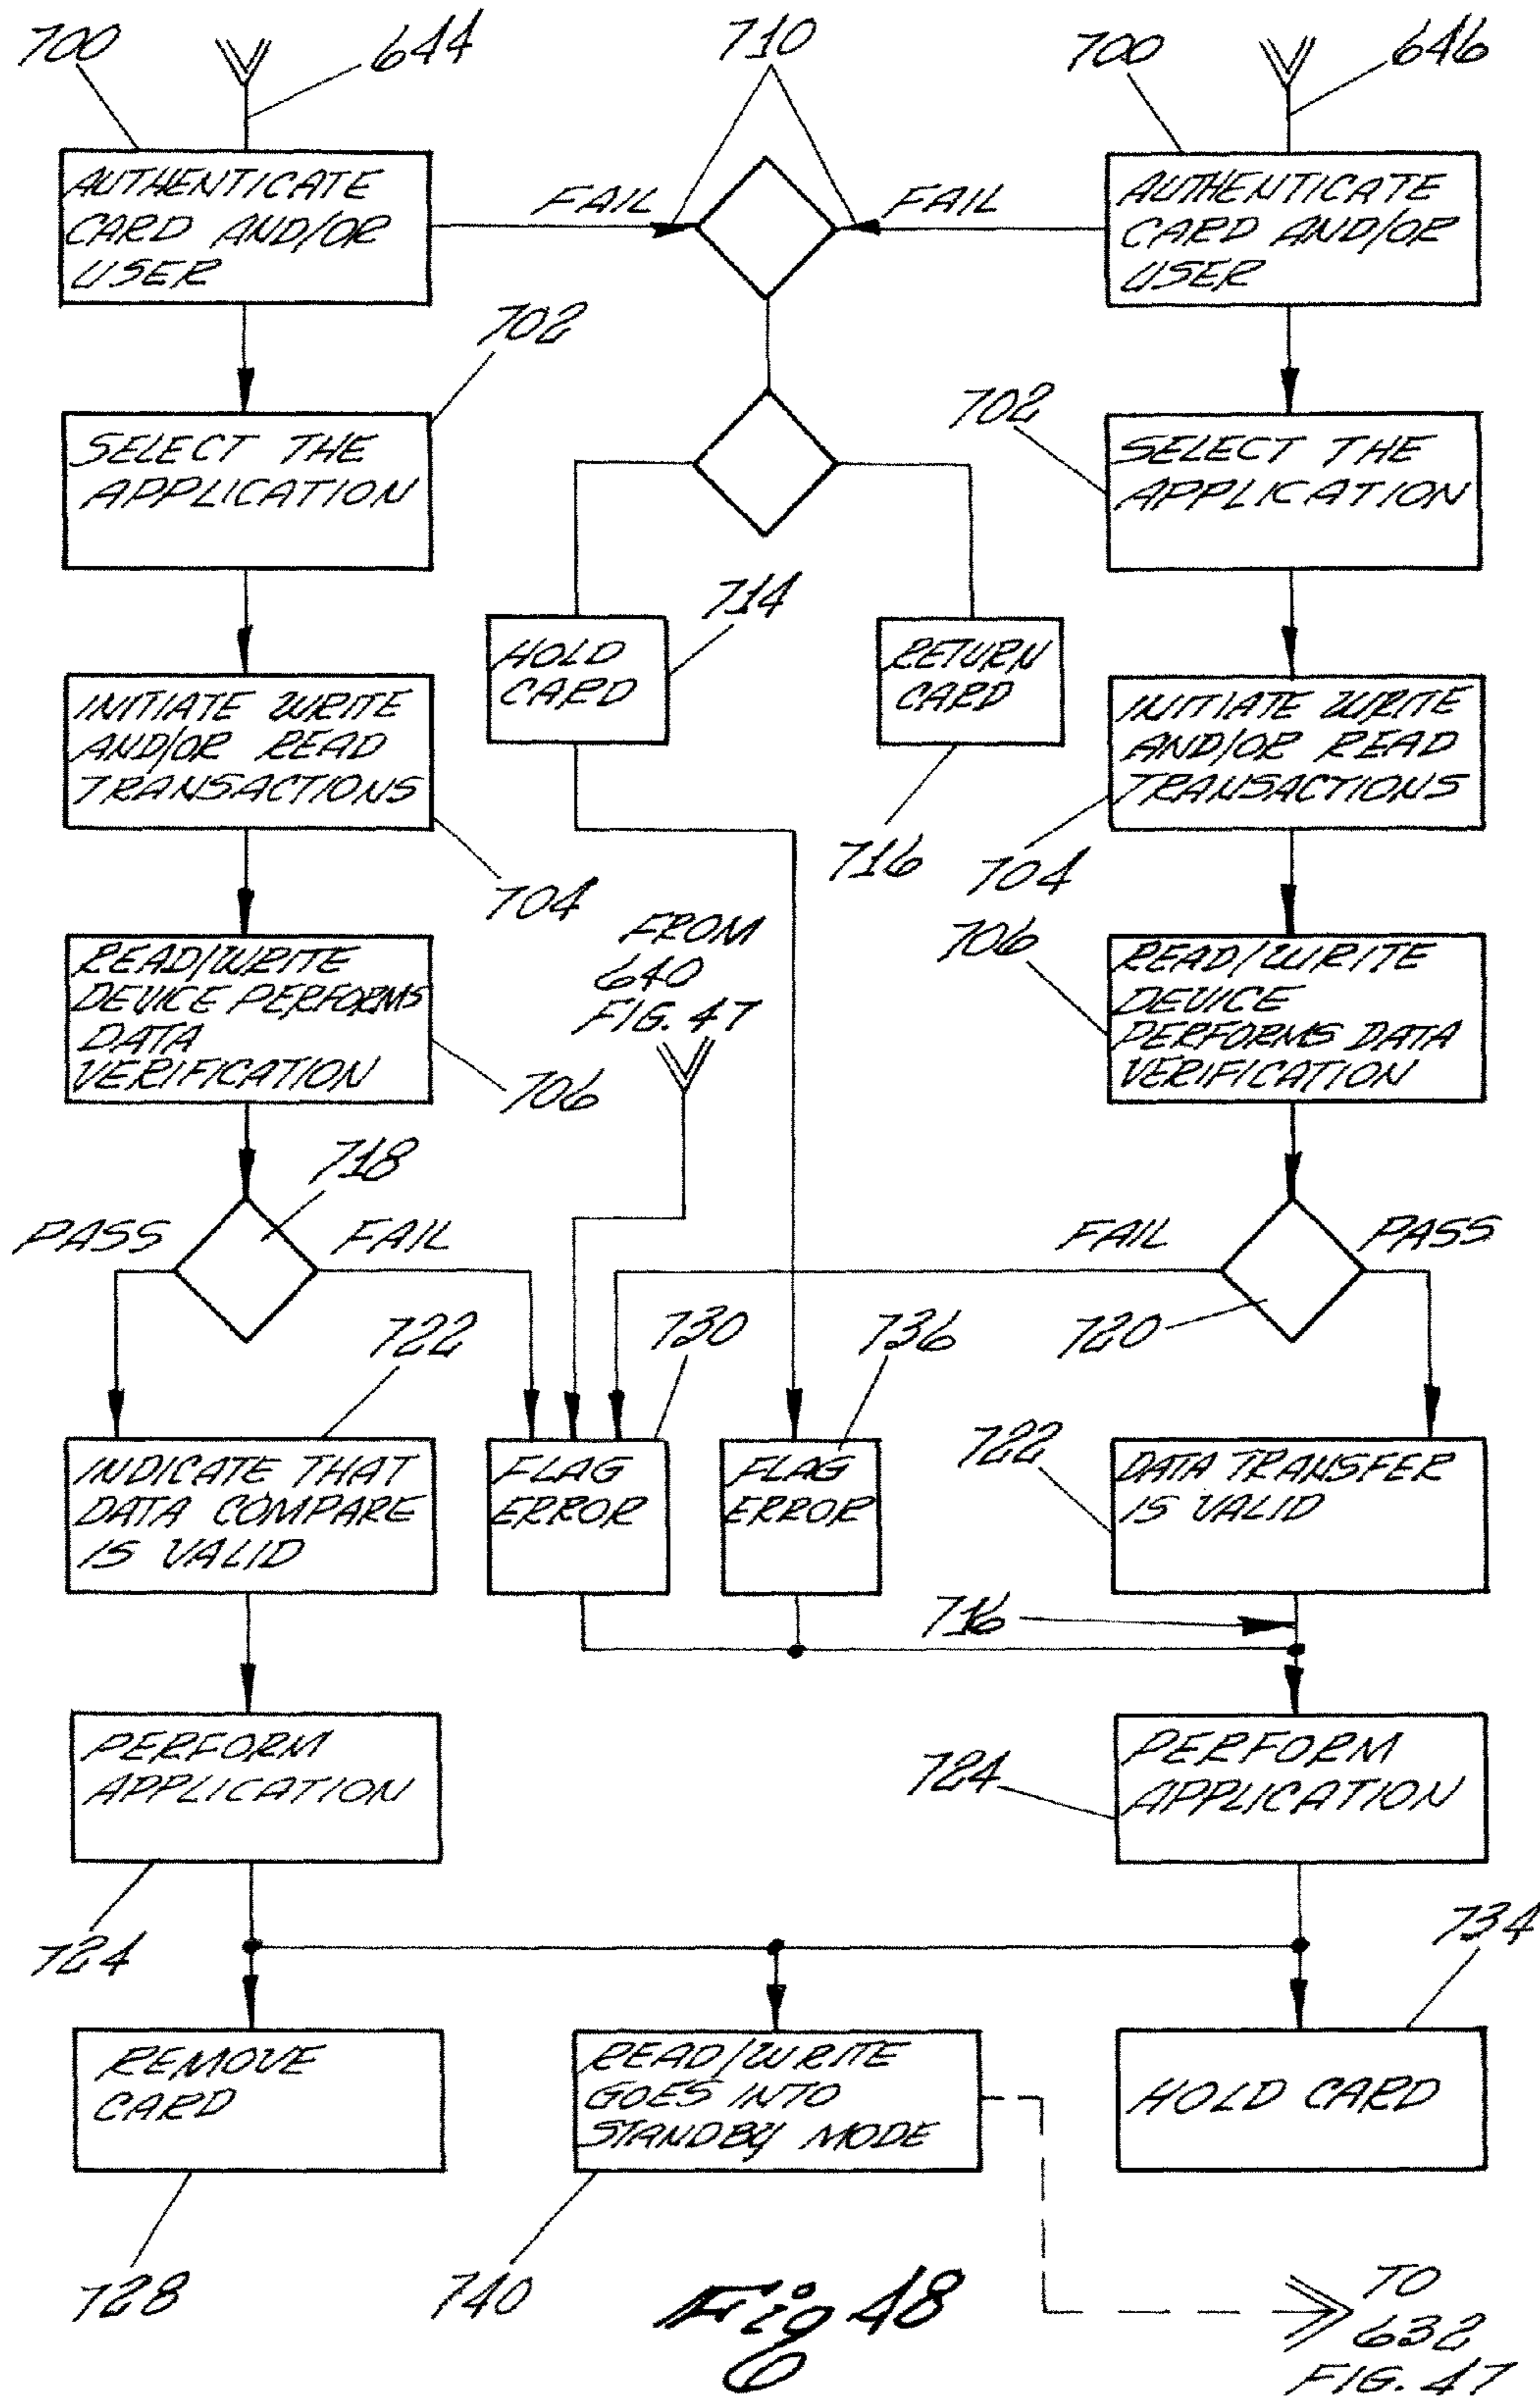 700
644
710
700
646
AUTHENTICATE
CARD AND/OR
USER
FAIL
FAIL
AUTHENTICATE
CARD AND/OR
USER
702
702
SELECT THE
APPLICATION
SELECT THE
APPLICATION
714
HOLD
CARD
RETURN
CARD
INITIATE WRITE
AND/OR READ
TRANSACTIONS
INITIATE WRITE
AND/OR READ
TRANSACTIONS
716
704
704
FROM
640
FIG. 47
706
READ/WRITE
DEVICE PERFORMS
DATA
VERIFICATION
READ/WRITE
DEVICE
PERFORMS DATA
VERIFICATION
706
718
PASS
FAIL
FAIL
PASS
722
730
736
720
INDICATE THAT
DATA COMPARE
IS VALID
FLAG
ERROR
FLAG
ERROR
722
DATA TRANSFER
IS VALID
716
PERFORM
APPLICATION
724
PERFORM
APPLICATION
724
734
REMOVE
CARD
READ/WRITE
GOES INTO
STANDBY MODE
HOLD CARD
728
740
Fig 48
TO
632
FIG. 47